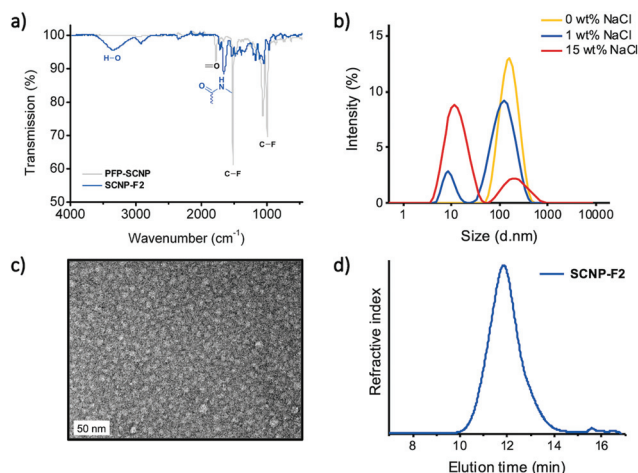 a)
100
90
80
70
60
50
Transmission (%)
H–O
=O
O
H
N
C–F
C–F
PFP-SCNP
SCNP-F2
4000
3000
2000
1000
Wavenumber (cm⁻¹)
b)
0 wt% NaCl
1 wt% NaCl
15 wt% NaCl
15
10
5
0
Intensity (%)
1
10
100
1000
10000
Size (d.nm)
c)
50 nm
d)
SCNP-F2
Refractive index
8
10
12
14
16
Elution time (min)